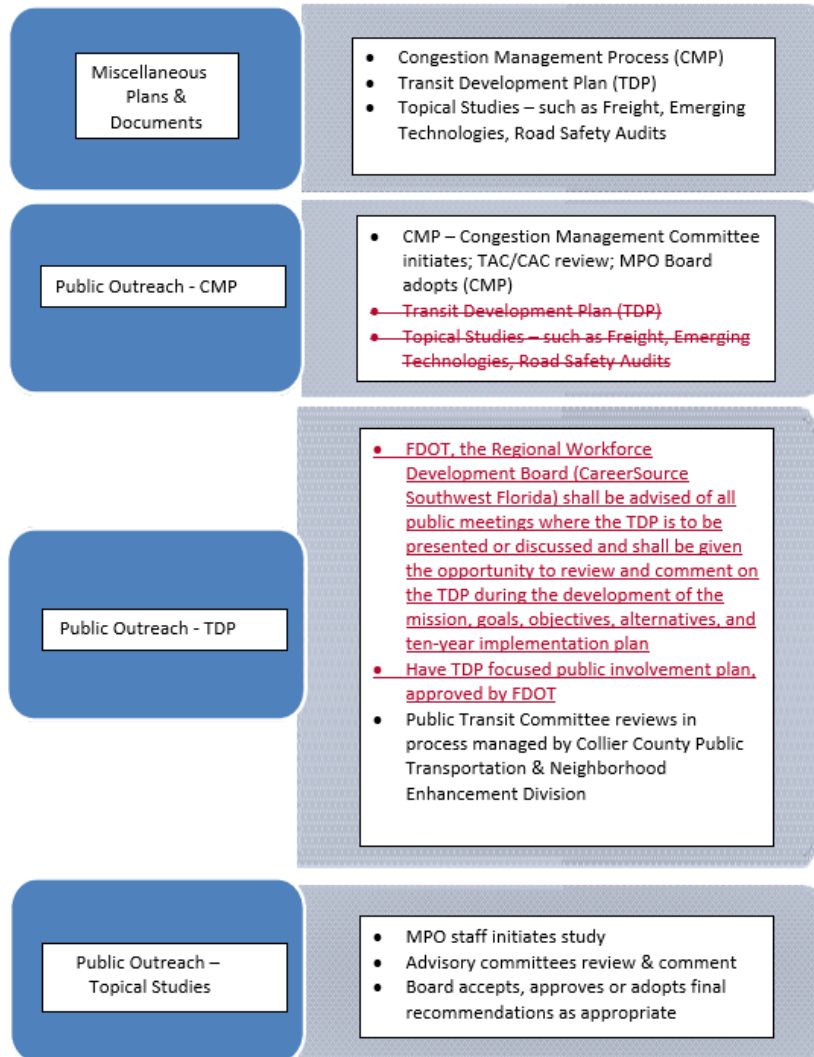 Miscellaneous
Plans &
Documents
• Congestion Management Process (CMP)
• Transit Development Plan (TDP)
• Topical Studies – such as Freight, Emerging
Technologies, Road Safety Audits
Public Outreach - CMP
• CMP – Congestion Management Committee
initiates; TAC/CAC review; MPO Board
adopts (CMP)
• Transit Development Plan (TDP)
• Topical Studies – such as Freight, Emerging
Technologies, Road Safety Audits
Public Outreach - TDP
• FDOT, the Regional Workforce
Development Board (CareerSource
Southwest Florida) shall be advised of all
public meetings where the TDP is to be
presented or discussed and shall be given
the opportunity to review and comment on
the TDP during the development of the
mission, goals, objectives, alternatives, and
ten-year implementation plan
• Have TDP focused public involvement plan,
approved by FDOT
• Public Transit Committee reviews in
process managed by Collier County Public
Transportation & Neighborhood
Enhancement Division
Public Outreach –
Topical Studies
• MPO staff initiates study
• Advisory committees review & comment
• Board accepts, approves or adopts final
recommendations as appropriate